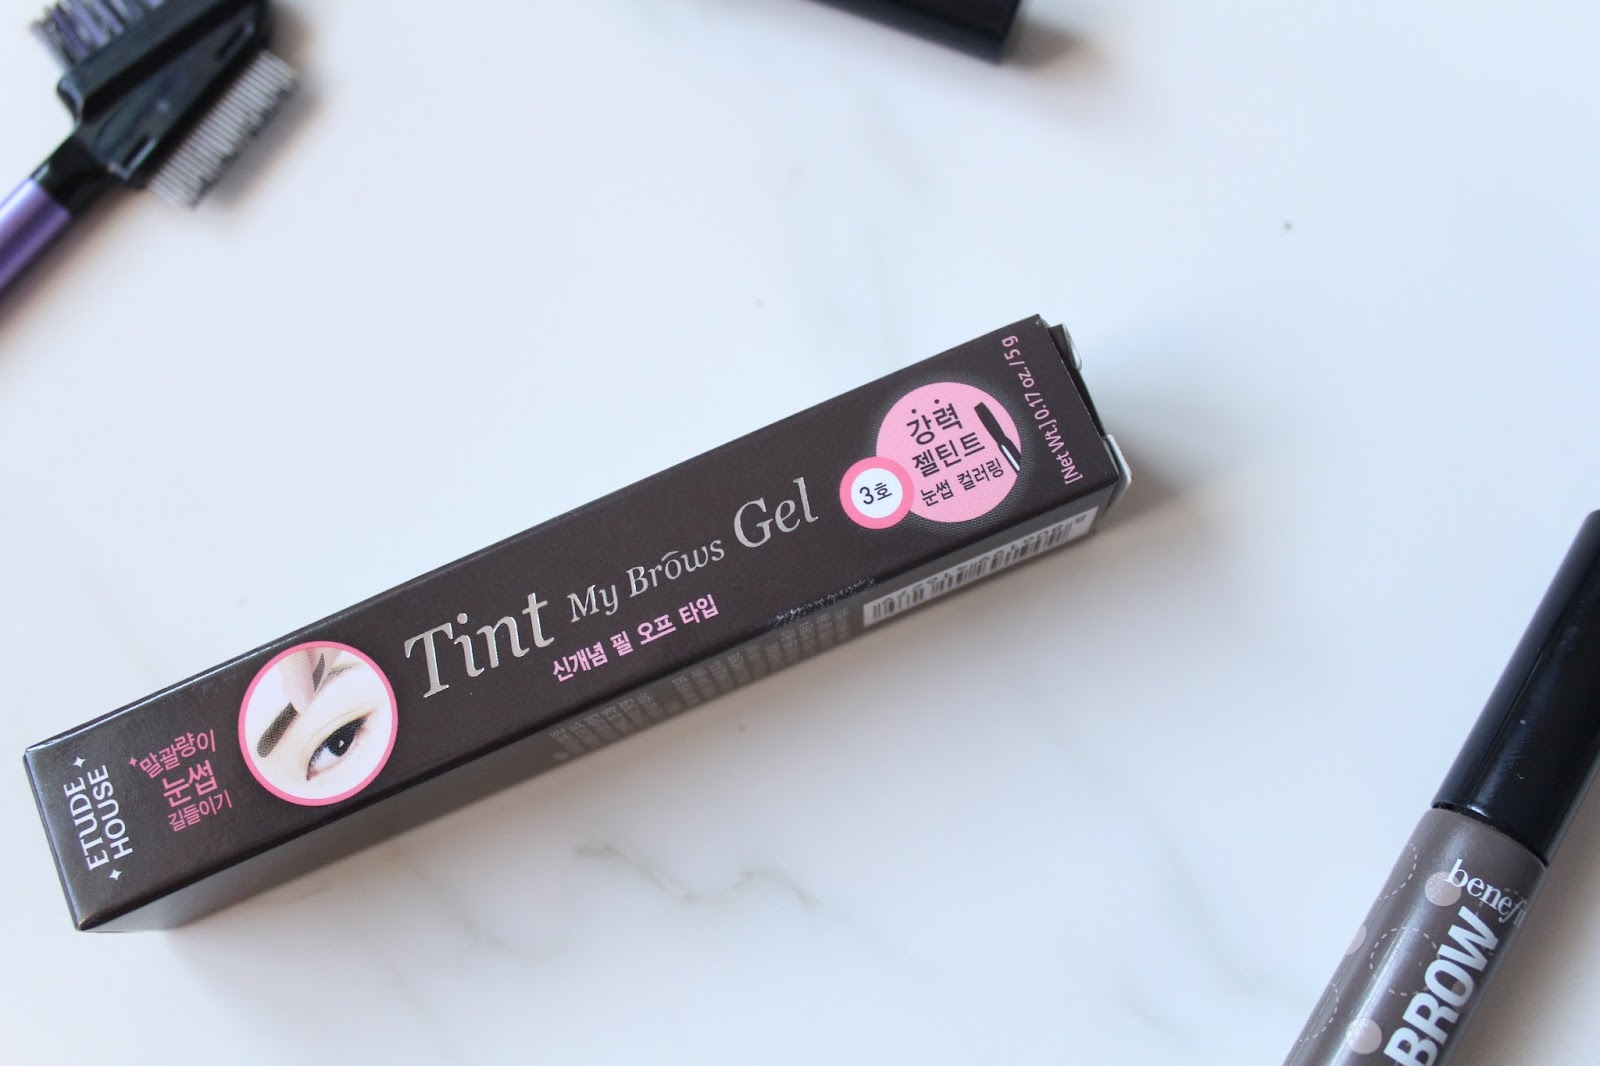 ETUDE
HOUSE
말괄량이
눈썹
길들이기
Tint My Brows Gel
신개념 필 오프 타입
3호
강력
젤틴트
눈썹 컬러링
[Net Wt.] 0.17 oz. / 5 g
benefi
BROW